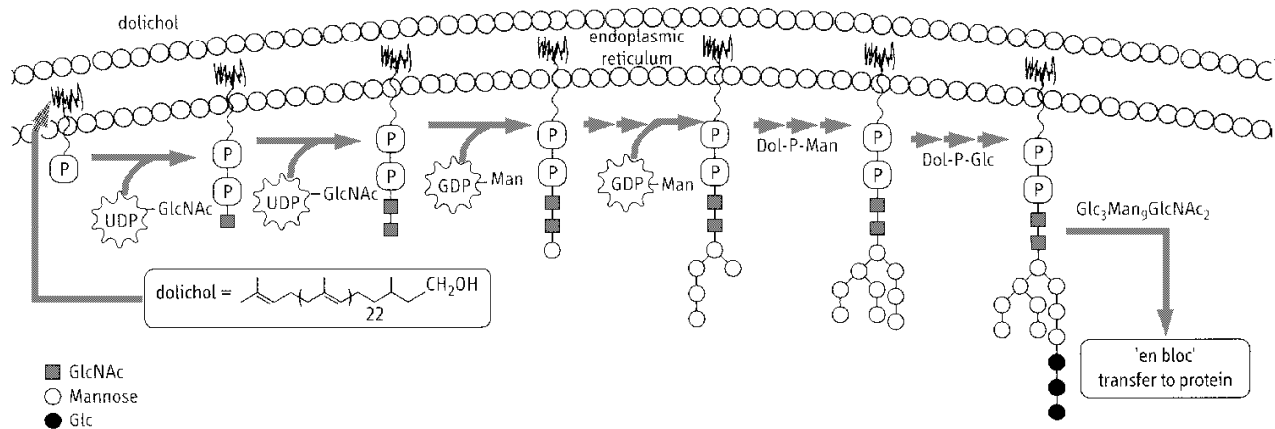 dolichol
endoplasmic
reticulum
P
UDP
GlcNAc
P
P
UDP
GlcNAc
P
P
GDP
Man
P
P
GDP
Man
P
P
Dol-P-Man
P
P
Dol-P-Glc
P
P
Glc₃Man₉GlcNAc₂
dolichol =
CH₂OH
22
'en bloc'
transfer to protein
GlcNAc
Mannose
Glc